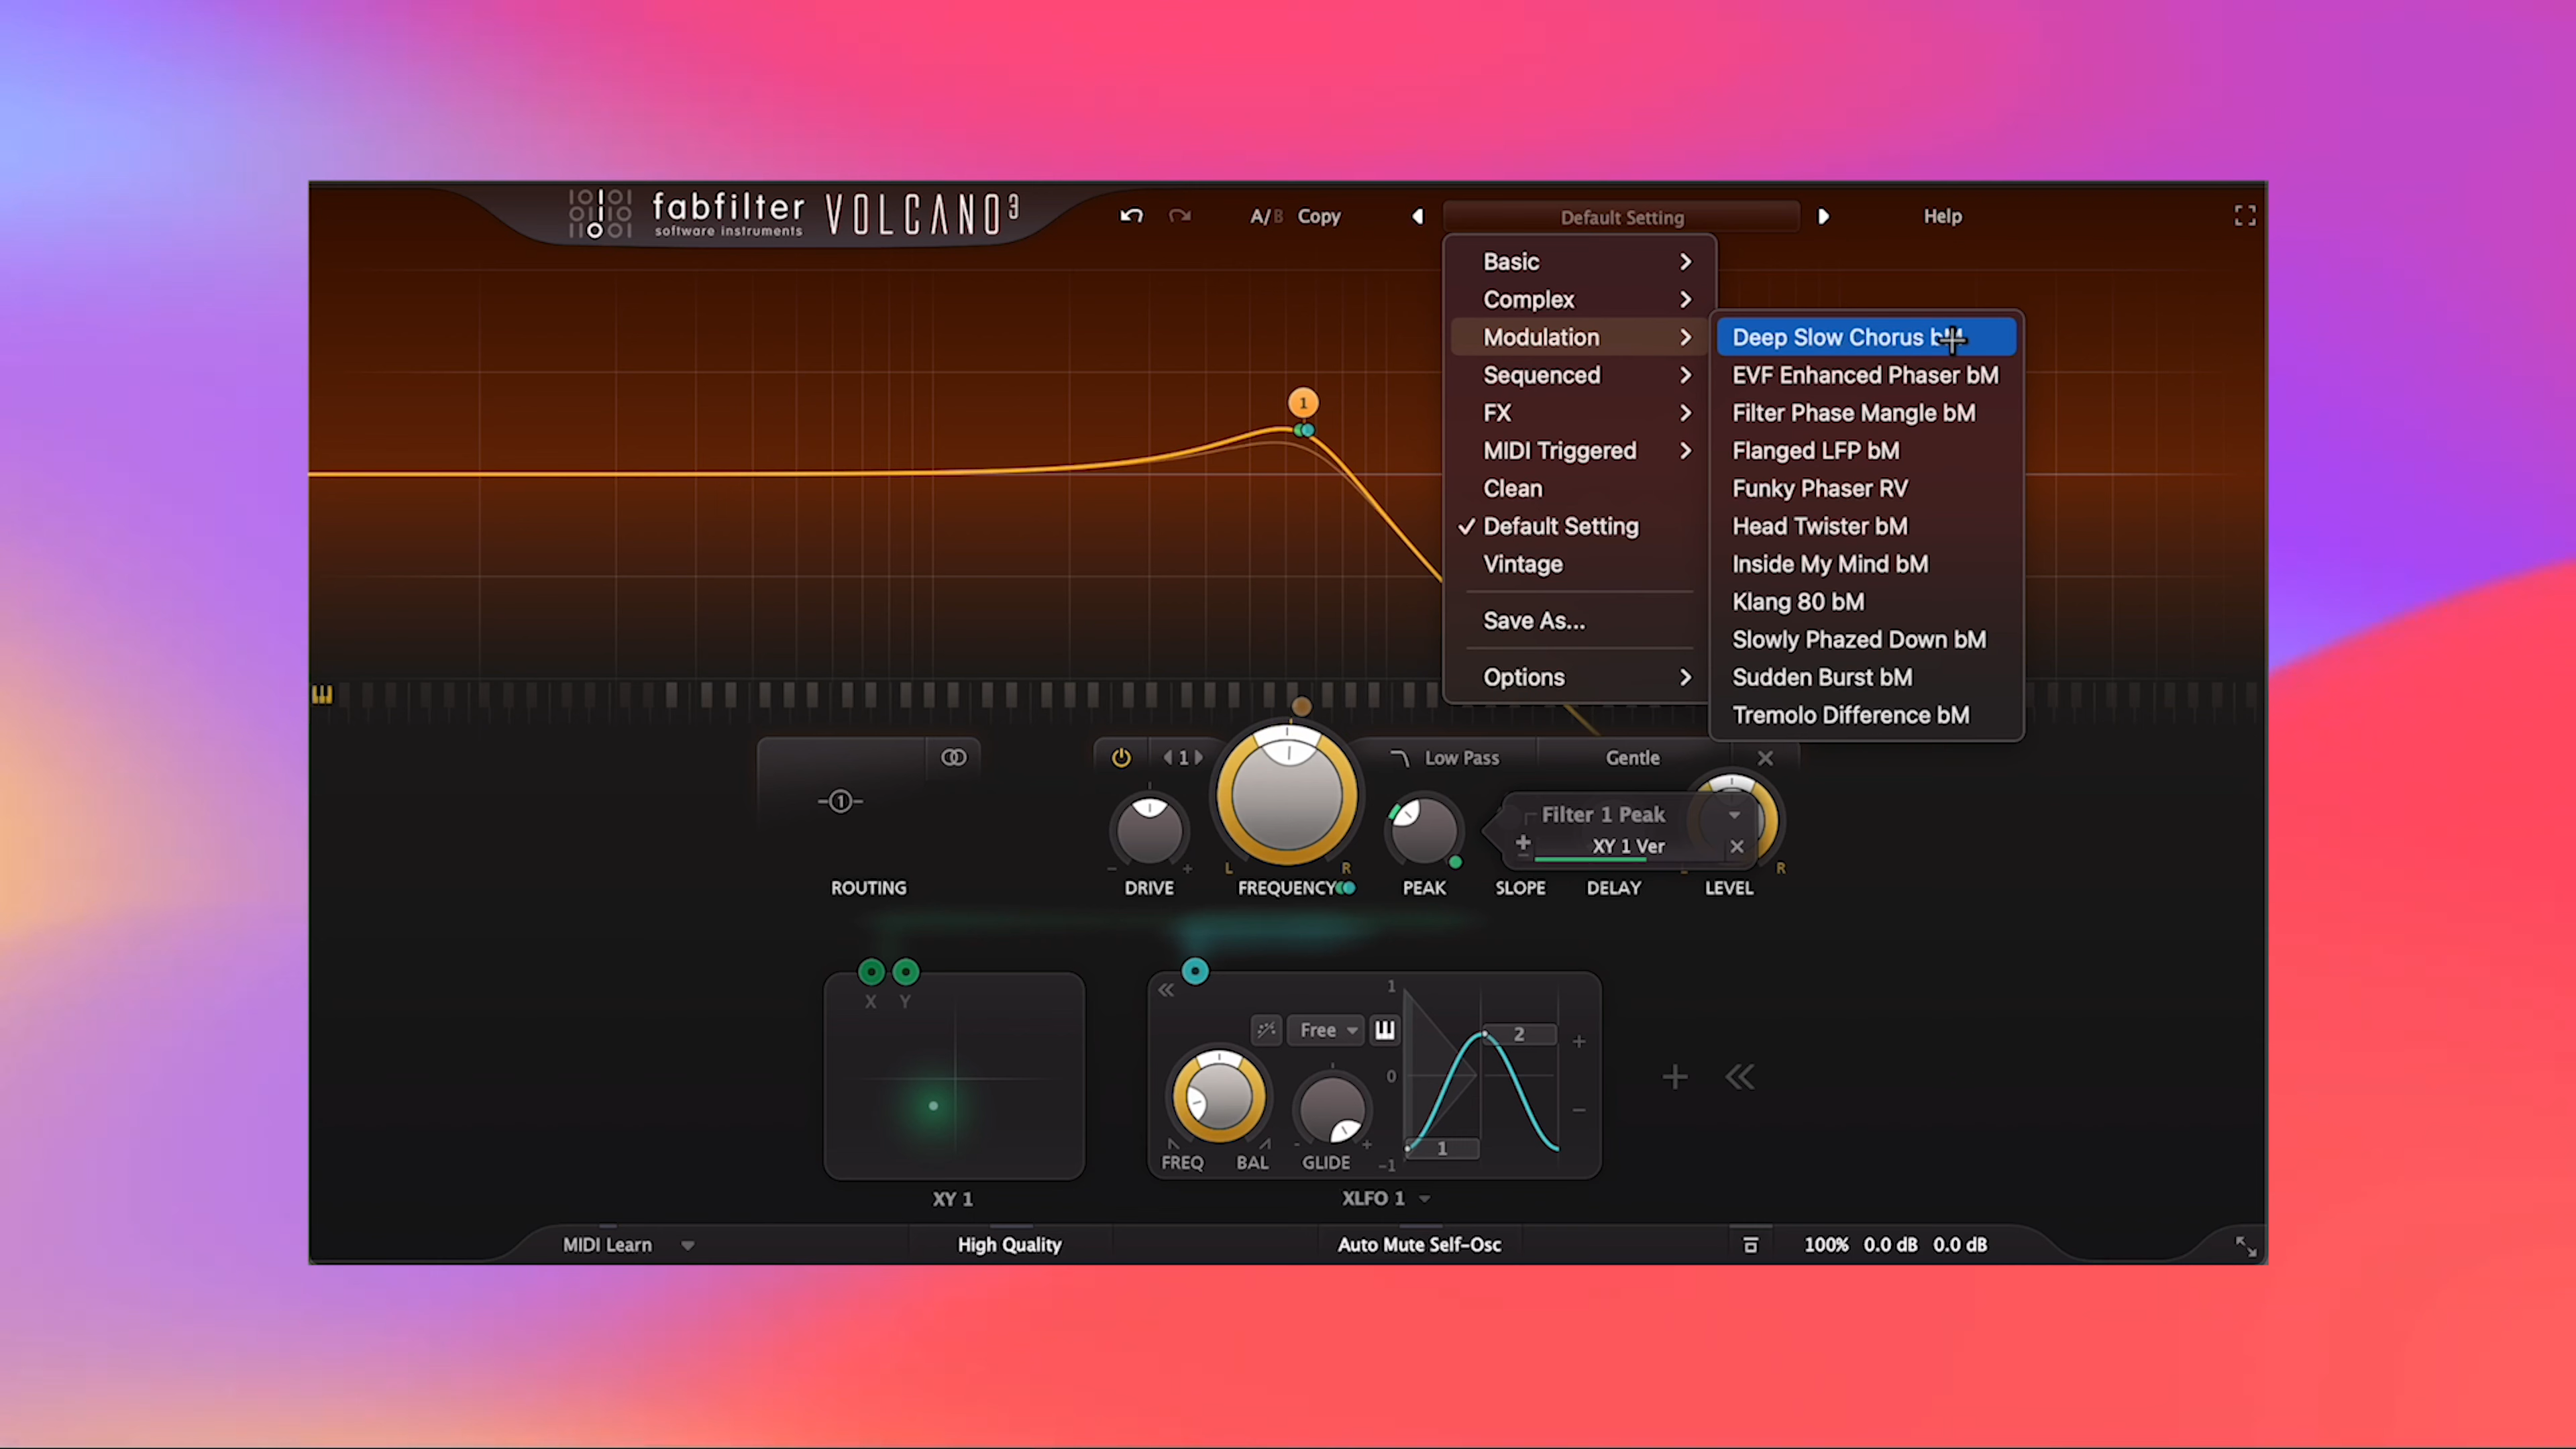 fabfilter
software instruments
VOLCANO3
A/B Copy
Default Setting
Help
Basic
Complex
Modulation
Sequenced
FX
MIDI Triggered
Clean
Default Setting
Vintage
Save As...
Options
Deep Slow Chorus bM
EVF Enhanced Phaser bM
Filter Phase Mangle bM
Flanged LFP bM
Funky Phaser RV
Head Twister bM
Inside My Mind bM
Klang 80 bM
Slowly Phazed Down bM
Sudden Burst bM
Tremolo Difference bM
1
1
Low Pass
Gentle
1
Filter 1 Peak
XY 1 Ver
L R
R
ROUTING
DRIVE
FREQUENCY
PEAK
SLOPE
DELAY
LEVEL
X Y
Free
1
0
-1
2
1
FREQ BAL GLIDE
XY 1
XLFO 1
MIDI Learn
High Quality
Auto Mute Self-Osc
100% 0.0 dB 0.0 dB